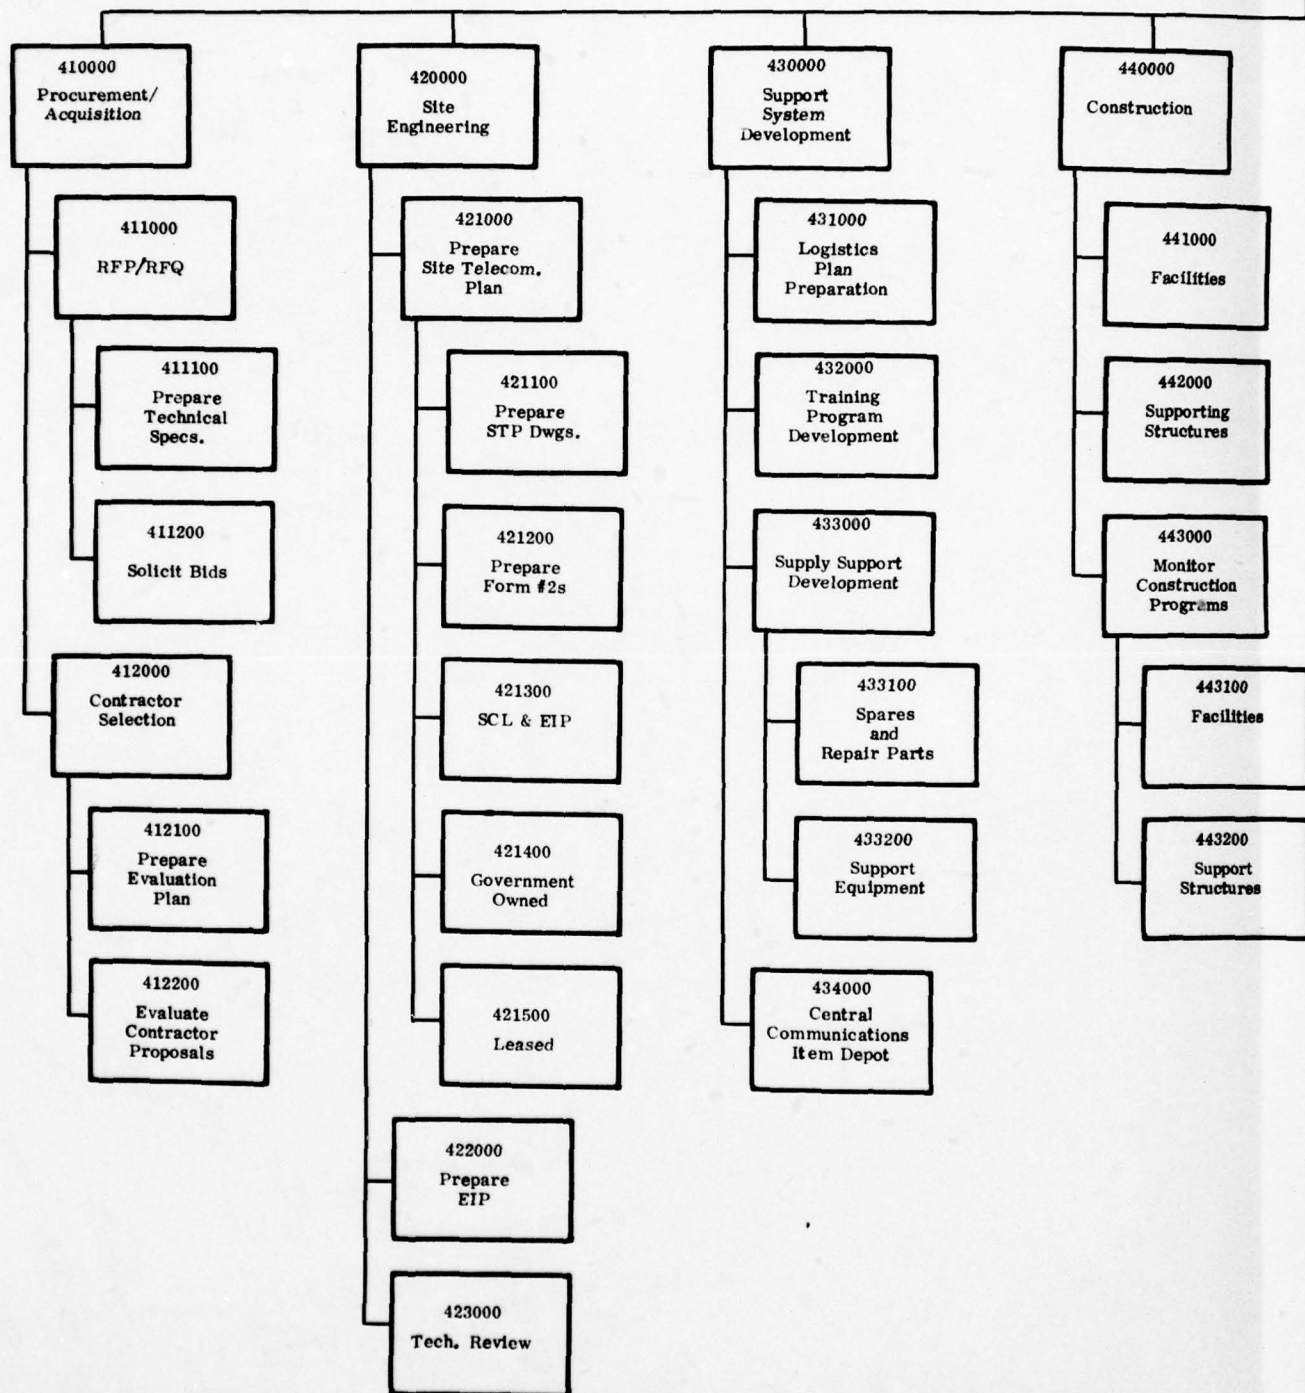 410000
Procurement/
Acquisition
411000
RFP/RFQ
411100
Prepare
Technical
Specs.
411200
Solicit Bids
412000
Contractor
Selection
412100
Prepare
Evaluation
Plan
412200
Evaluate
Contractor
Proposals
420000
Site
Engineering
421000
Prepare
Site Telecom.
Plan
421100
Prepare
STP Dwgs.
421200
Prepare
Form #2s
421300
SCL & EIP
421400
Government
Owned
421500
Leased
422000
Prepare
EIP
423000
Tech. Review
430000
Support
System
Development
431000
Logistics
Plan
Preparation
432000
Training
Program
Development
433000
Supply Support
Development
433100
Spares
and
Repair Parts
433200
Support
Equipment
434000
Central
Communications
Item Depot
440000
Construction
441000
Facilities
442000
Supporting
Structures
443000
Monitor
Construction
Programs
443100
Facilities
443200
Support
Structures